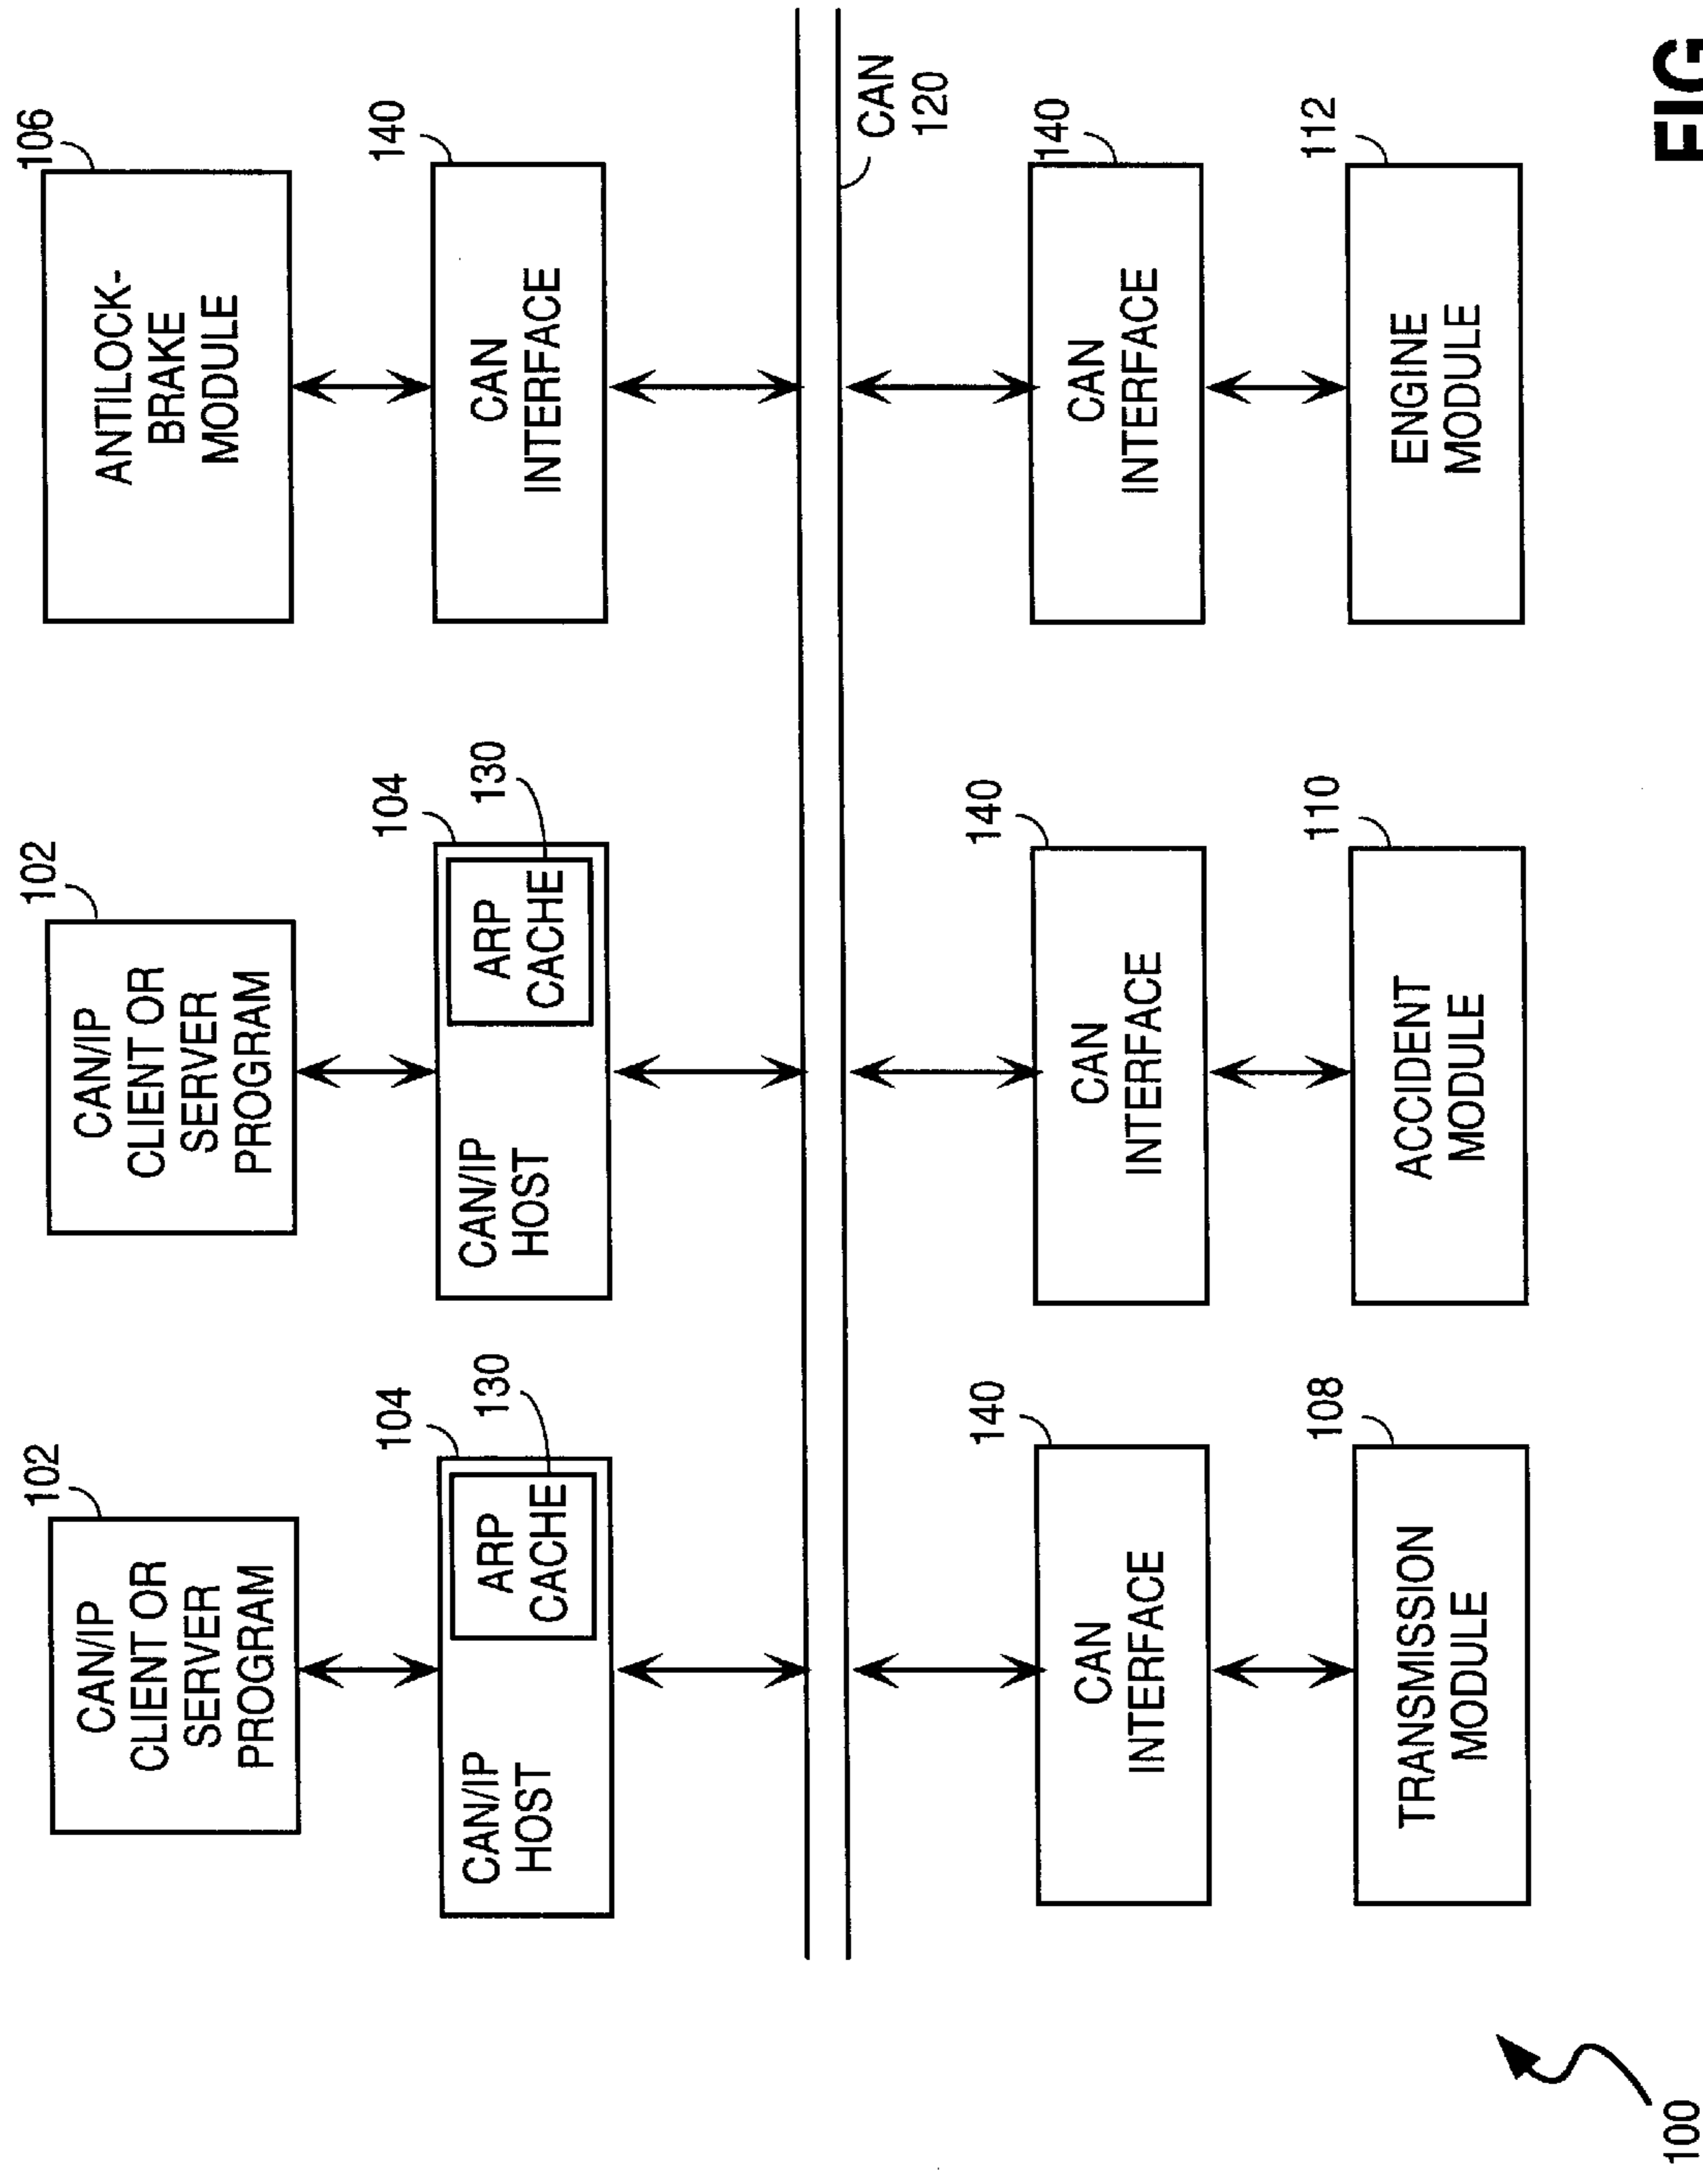 102
CAN/IP
CLIENT OR
SERVER
PROGRAM
102
CAN/IP
CLIENT OR
SERVER
PROGRAM
106
ANTILOCK-
BRAKE
MODULE
104
130
CAN/IP
HOST
ARP
CACHE
104
130
CAN/IP
HOST
ARP
CACHE
140
CAN
INTERFACE
CAN
120
140
CAN
INTERFACE
140
CAN
INTERFACE
140
CAN
INTERFACE
108
TRANSMISSION
MODULE
110
ACCIDENT
MODULE
112
ENGINE
MODULE
100
FIG